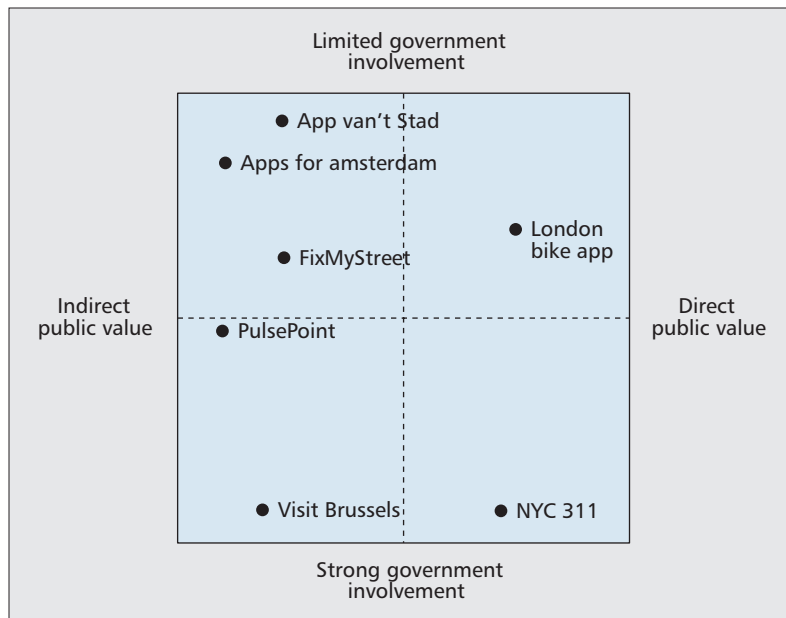 Limited government
involvement
App van't Stad
Apps for amsterdam
London
bike app
FixMyStreet
Indirect
public value
Direct
public value
PulsePoint
Visit Brussels
NYC 311
Strong government
involvement